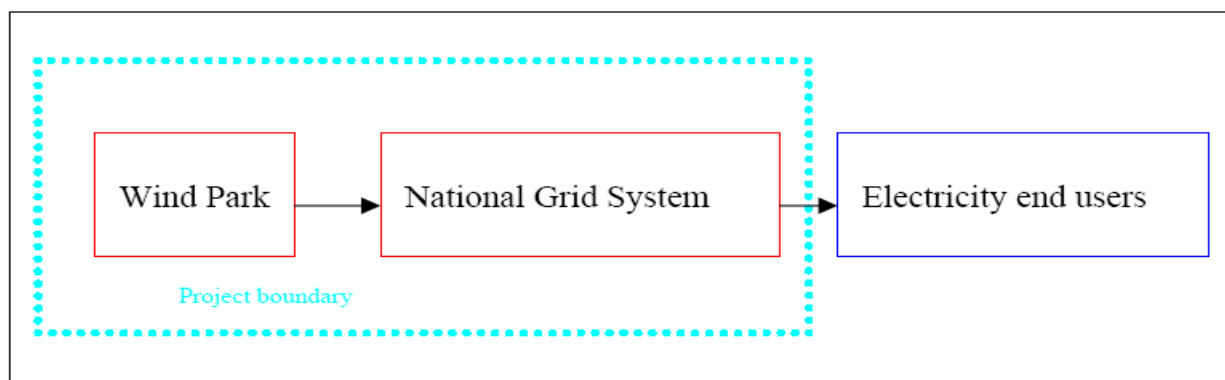 Wind Park
National Grid System
Electricity end users
Project boundary